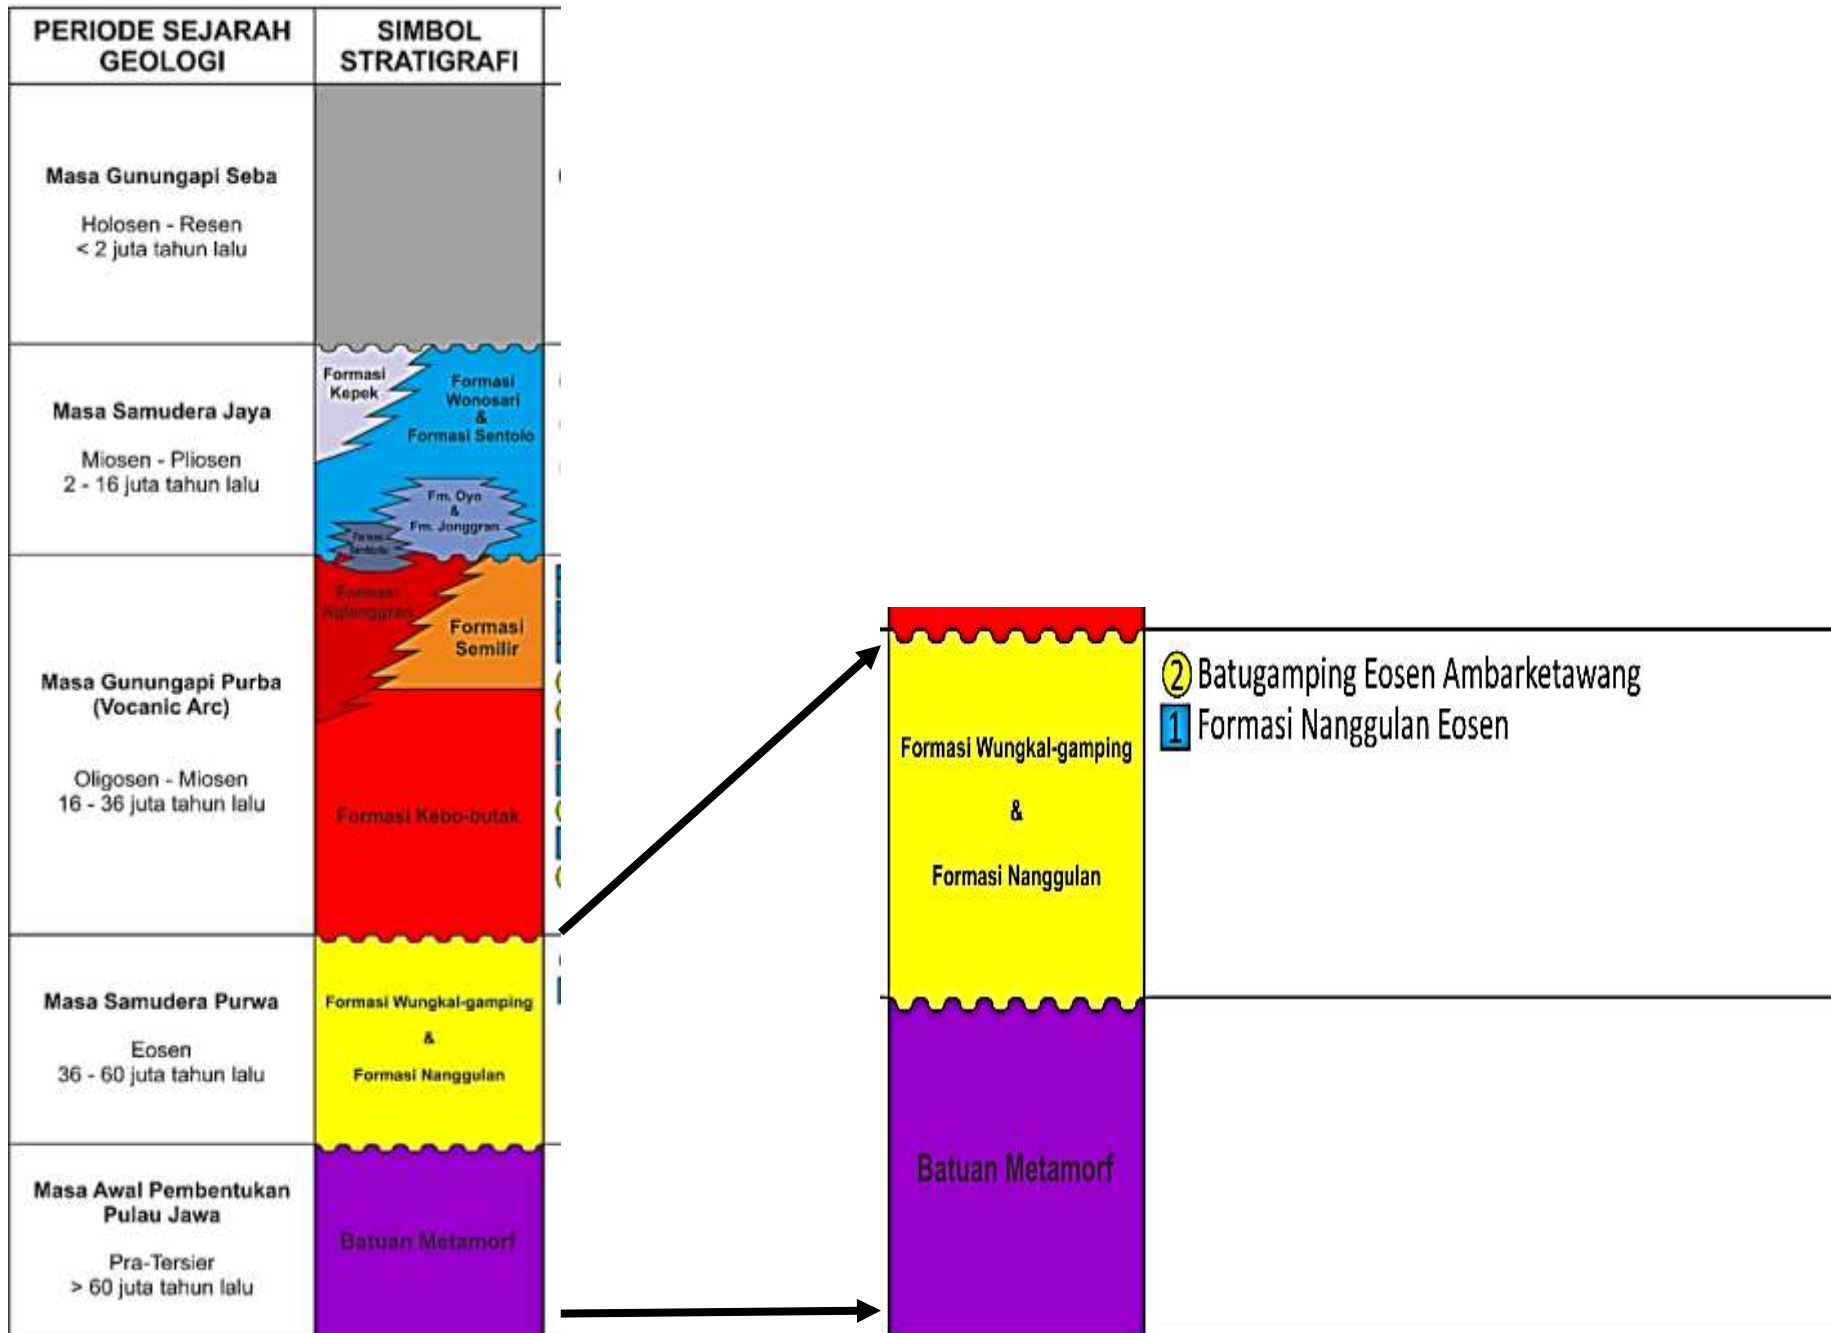 PERIODE SEJARAH
GEOLOGI
SIMBOL
STRATIGRAFI
Masa Gunungapi Seba
Holosen - Resen
< 2 juta tahun lalu
Formasi
Kepek
Formasi
Wonosari
&
Formasi Sentolo
Masa Samudera Jaya
Miosen - Pliosen
2 - 16 juta tahun lalu
Fm. Oyo
&
Fm. Jonggran
Formasi
Nglanggran
Formasi
Semilir
Masa Gunungapi Purba
(Vocanic Arc)
Oligosen - Miosen
16 - 36 juta tahun lalu
Formasi Kebo-butak
Masa Samudera Purwa
Eosen
36 - 60 juta tahun lalu
Formasi Wungkal-gamping
&
Formasi Nanggulan
Masa Awal Pembentukan
Pulau Jawa
Pra-Tersier
> 60 juta tahun lalu
Batuan Metamorf
Formasi Wungkal-gamping
&
Formasi Nanggulan
Batuan Metamorf
2 Batugamping Eosen Ambarketawang
1 Formasi Nanggulan Eosen